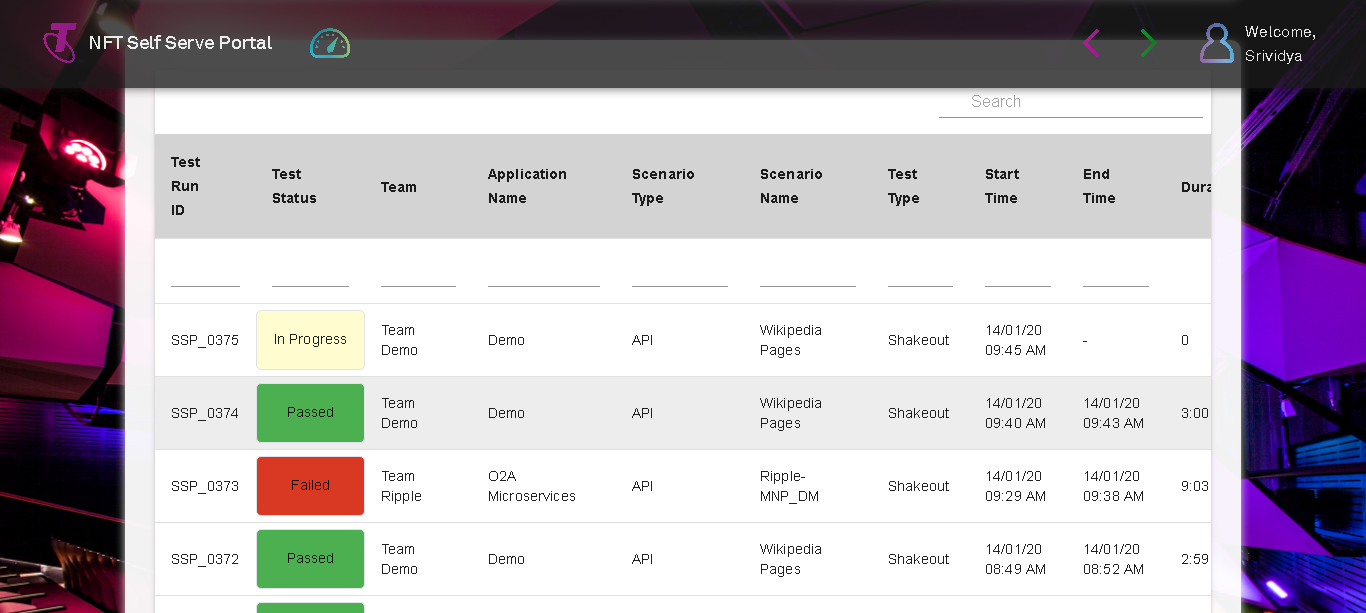 NFT Self Serve Portal
Welcome,
Srividya
Search
Test Run ID
Test Status
Team
Application Name
Scenario Type
Scenario Name
Test Type
Start Time
End Time
Dura
SSP_0375 In Progress Team Demo Demo API Wikipedia Pages Shakeout 14/01/20 09:45 AM - 0
SSP_0374 Passed Team Demo Demo API Wikipedia Pages Shakeout 14/01/20 09:40 AM 14/01/20 09:43 AM 3:00
SSP_0373 Failed Team Ripple O2A Microservices API Ripple-MNP_DM Shakeout 14/01/20 09:29 AM 14/01/20 09:38 AM 9:03
SSP_0372 Passed Team Demo Demo API Wikipedia Pages Shakeout 14/01/20 08:49 AM 14/01/20 08:52 AM 2:59